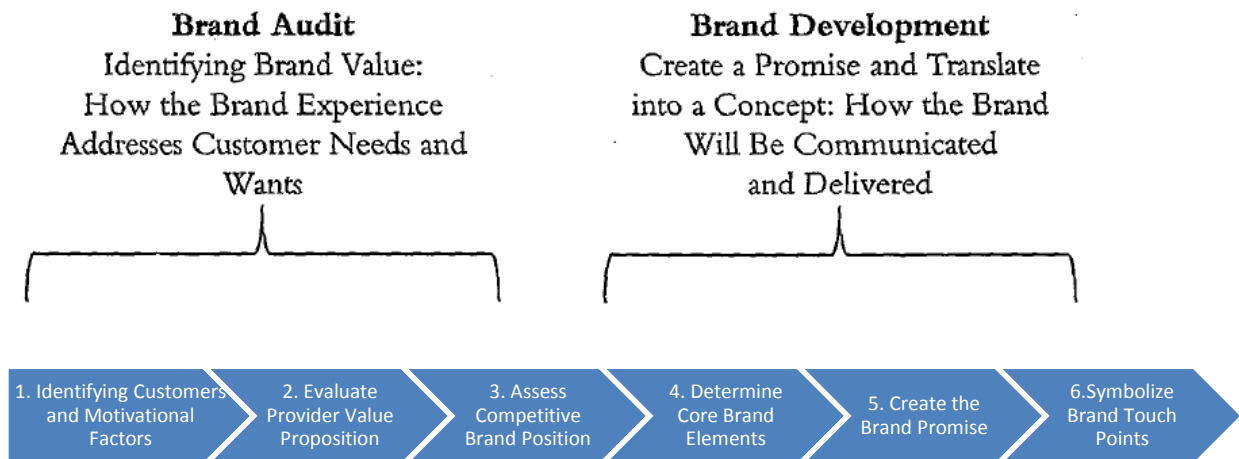 Brand Audit
Identifying Brand Value:
How the Brand Experience
Addresses Customer Needs and
Wants
Brand Development
Create a Promise and Translate
into a Concept: How the Brand
Will Be Communicated
and Delivered
1. Identifying Customers
and Motivational
Factors
2. Evaluate
Provider Value
Proposition
3. Assess
Competitive
Brand Position
4. Determine
Core Brand
Elements
5. Create the
Brand Promise
6.Symbolize
Brand Touch
Points